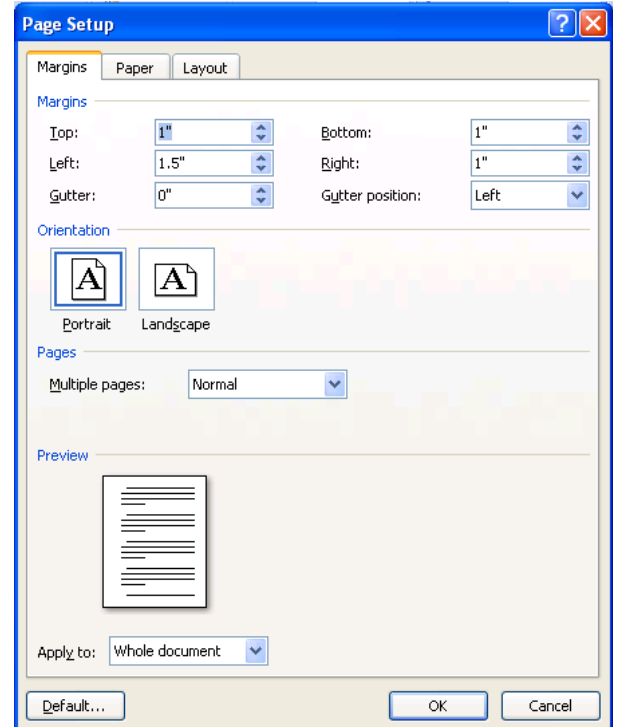 Page Setup
Margins Paper Layout
Margins
Top: 1" Bottom: 1"
Left: 1.5" Right: 1"
Gutter: 0" Gutter position: Left
Orientation
A A
Portrait Landscape
Pages
Multiple pages: Normal
Preview
Apply to: Whole document
Default... OK Cancel